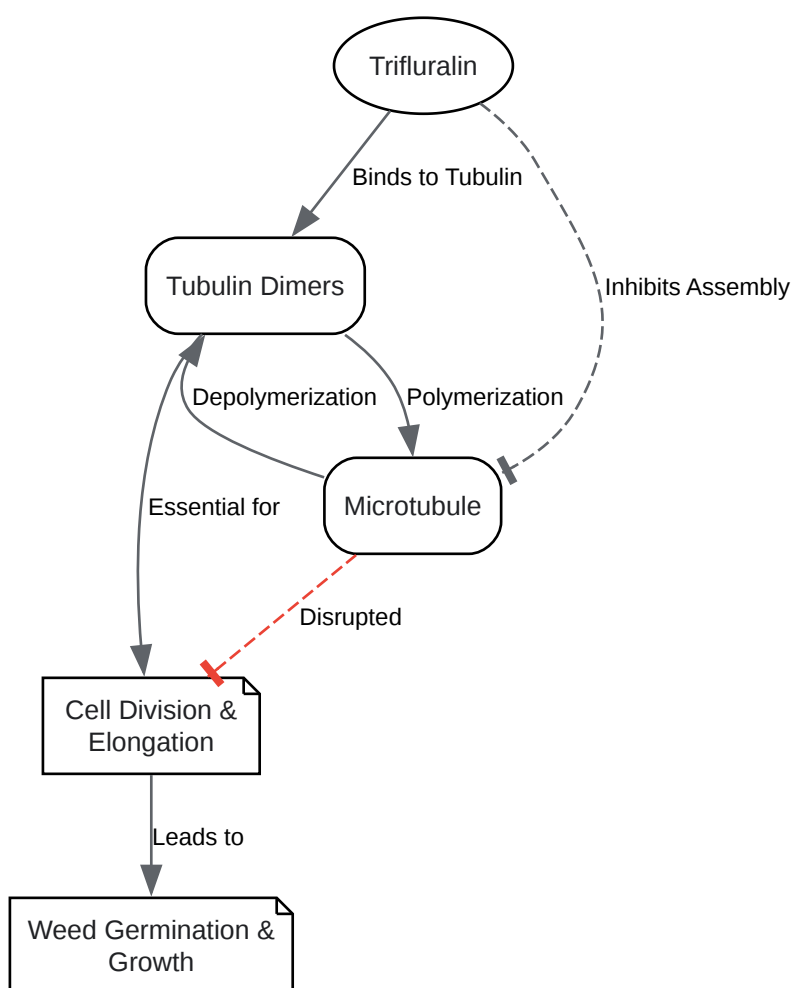 Trifluralin
Binds to Tubulin
Tubulin Dimers
Inhibits Assembly
Depolymerization
Polymerization
Essential for
Microtubule
Disrupted
Cell Division &
Elongation
Leads to
Weed Germination &
Growth